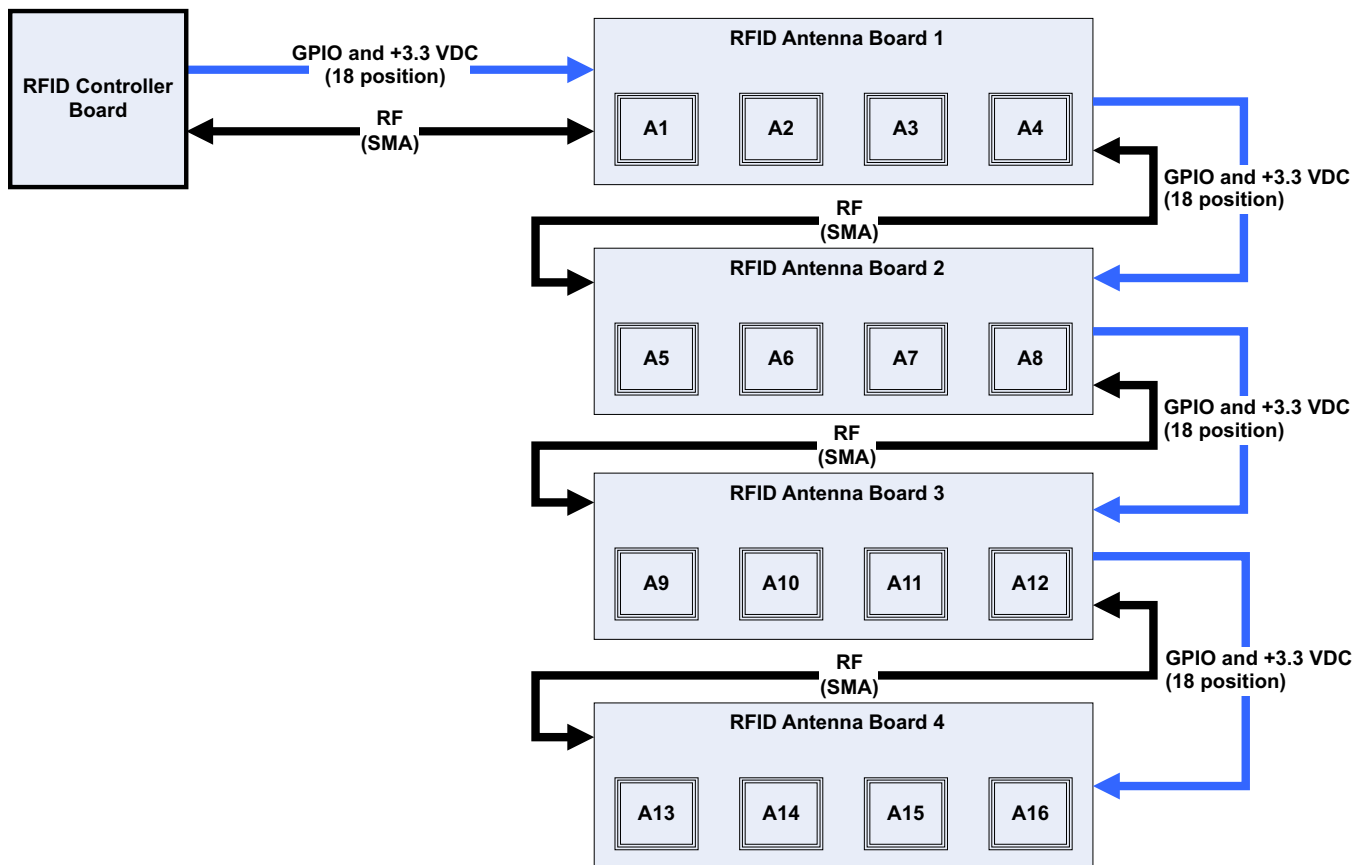 RFID Controller
Board
GPIO and +3.3 VDC
(18 position)
RF
(SMA)
RFID Antenna Board 1
A1
A2
A3
A4
GPIO and +3.3 VDC
(18 position)
RF
(SMA)
RFID Antenna Board 2
A5
A6
A7
A8
GPIO and +3.3 VDC
(18 position)
RF
(SMA)
RFID Antenna Board 3
A9
A10
A11
A12
GPIO and +3.3 VDC
(18 position)
RF
(SMA)
RFID Antenna Board 4
A13
A14
A15
A16